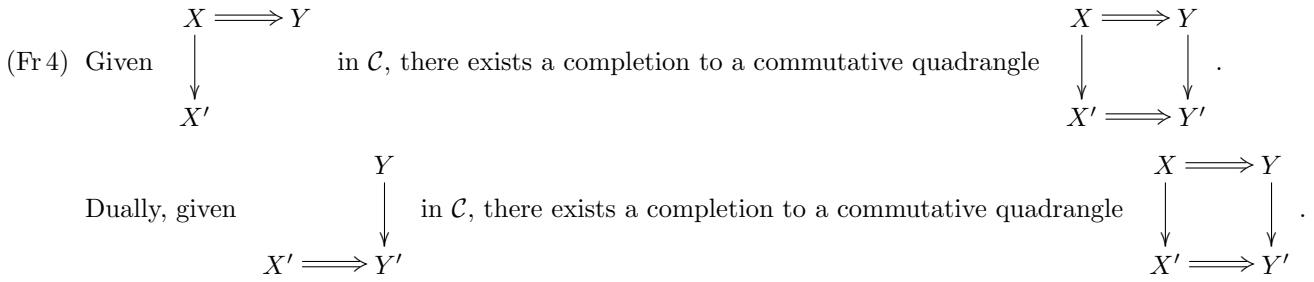 X ⟹ Y X ⟹ Y
(Fr 4) Given in 𝒞, there exists a completion to a commutative quadrangle .
X′ X′ ⟹ Y′
Y X ⟹ Y
Dually, given in 𝒞, there exists a completion to a commutative quadrangle .
X′ ⟹ Y′ X′ ⟹ Y′